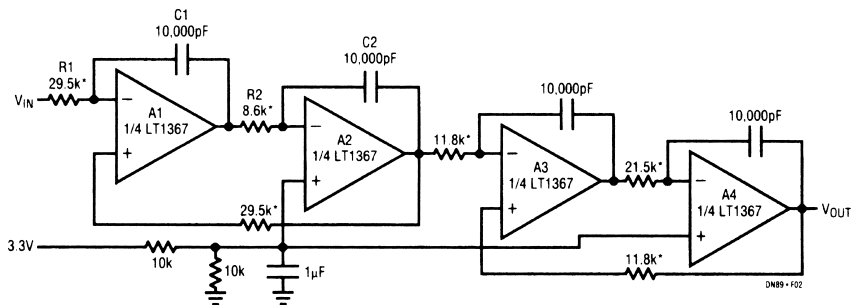 C1
10,000pF
R1
29.5k*
VIN
A1
1/4 LT1367
R2
8.6k*
C2
10,000pF
A2
1/4 LT1367
29.5k*
11.8k*
10,000pF
A3
1/4 LT1367
21.5k*
10,000pF
A4
1/4 LT1367
VOUT
11.8k*
3.3V
10k
10k
1µF
DN89 • F02
− + − + − + − +